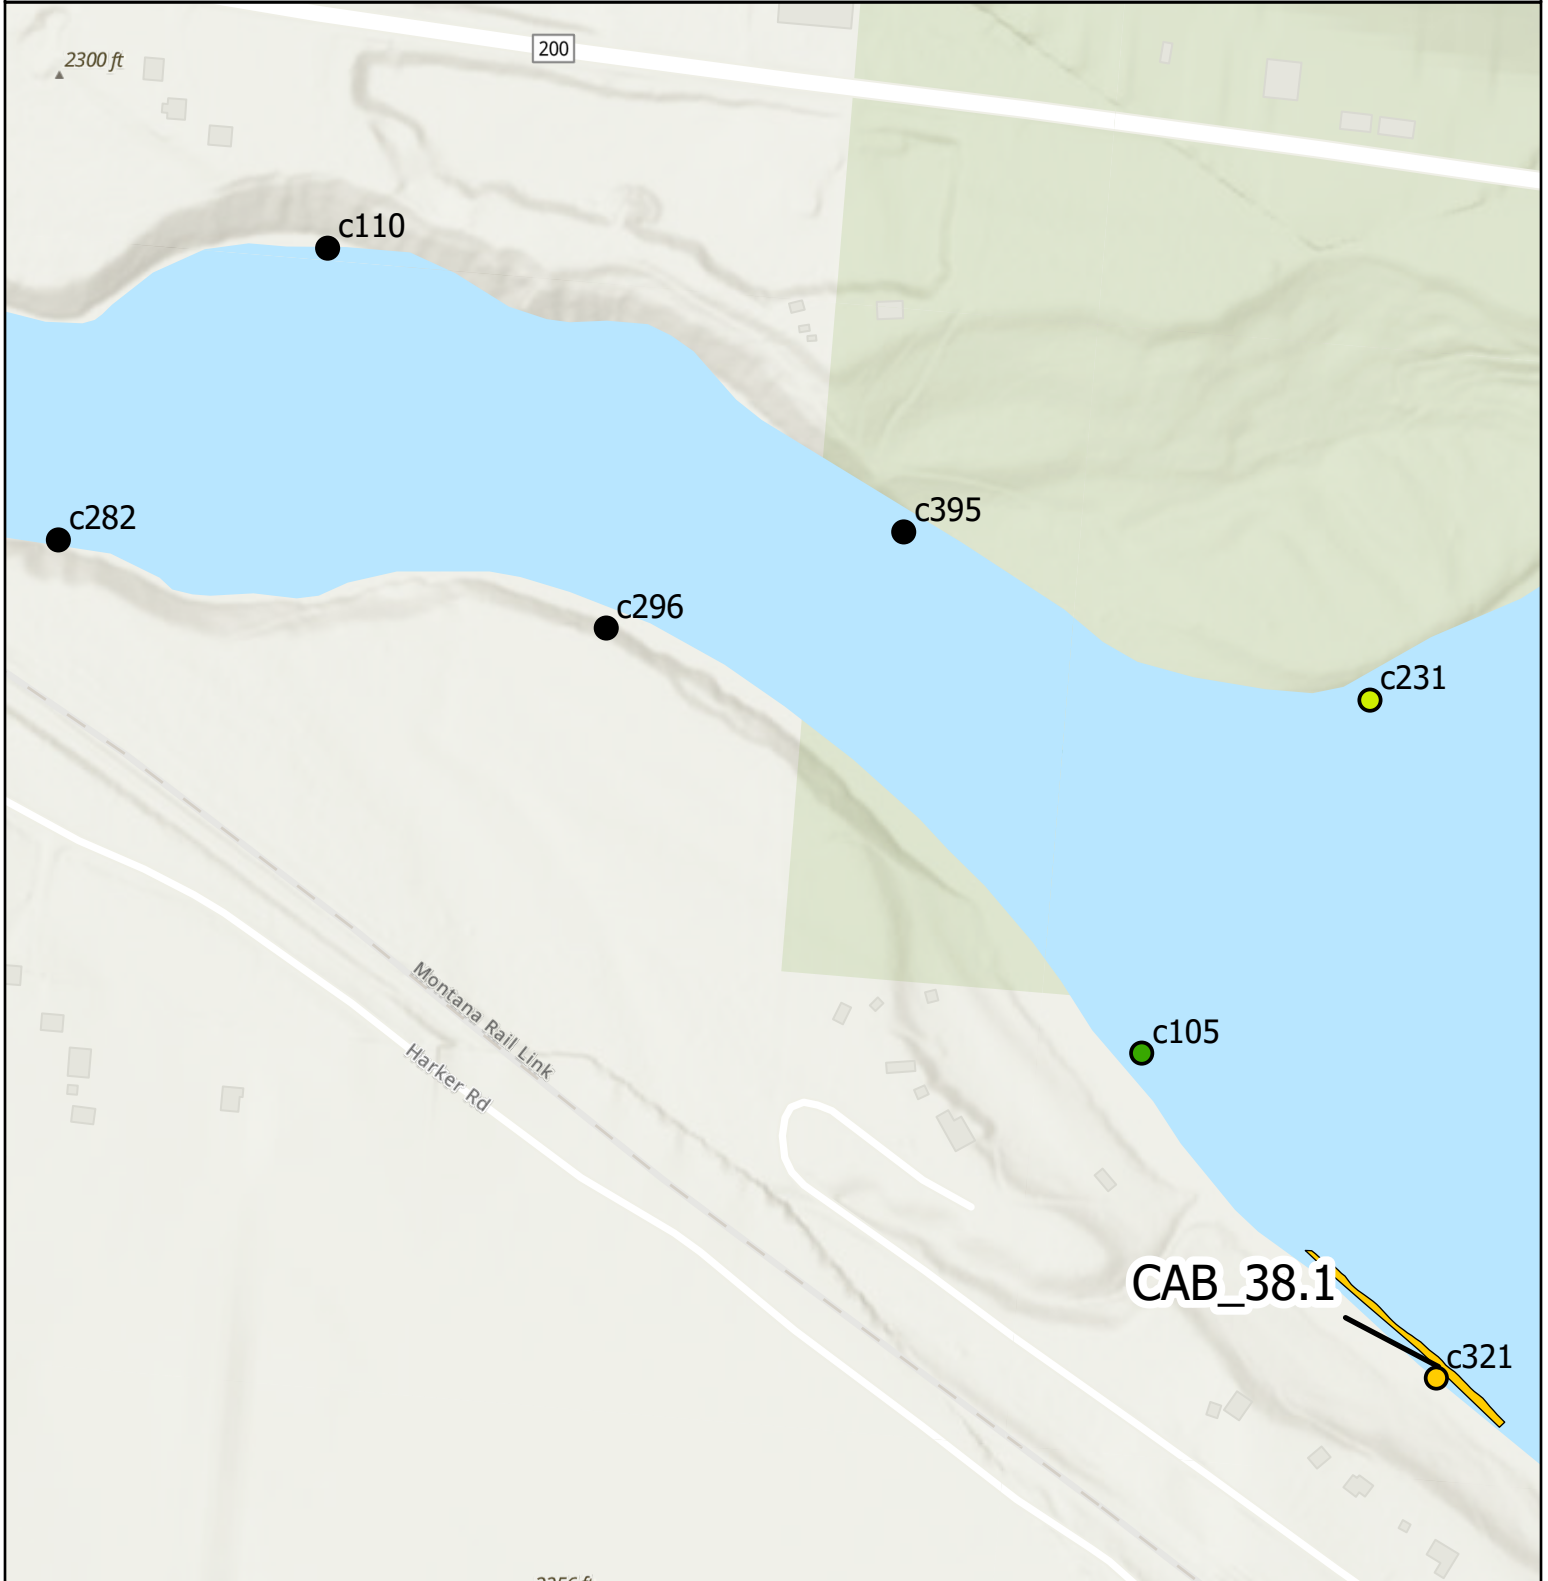 200
2300 ft
c110
c395
c282
c296
c231
Montana Rail Link
Harker Rd
c105
CAB_38.1
c321